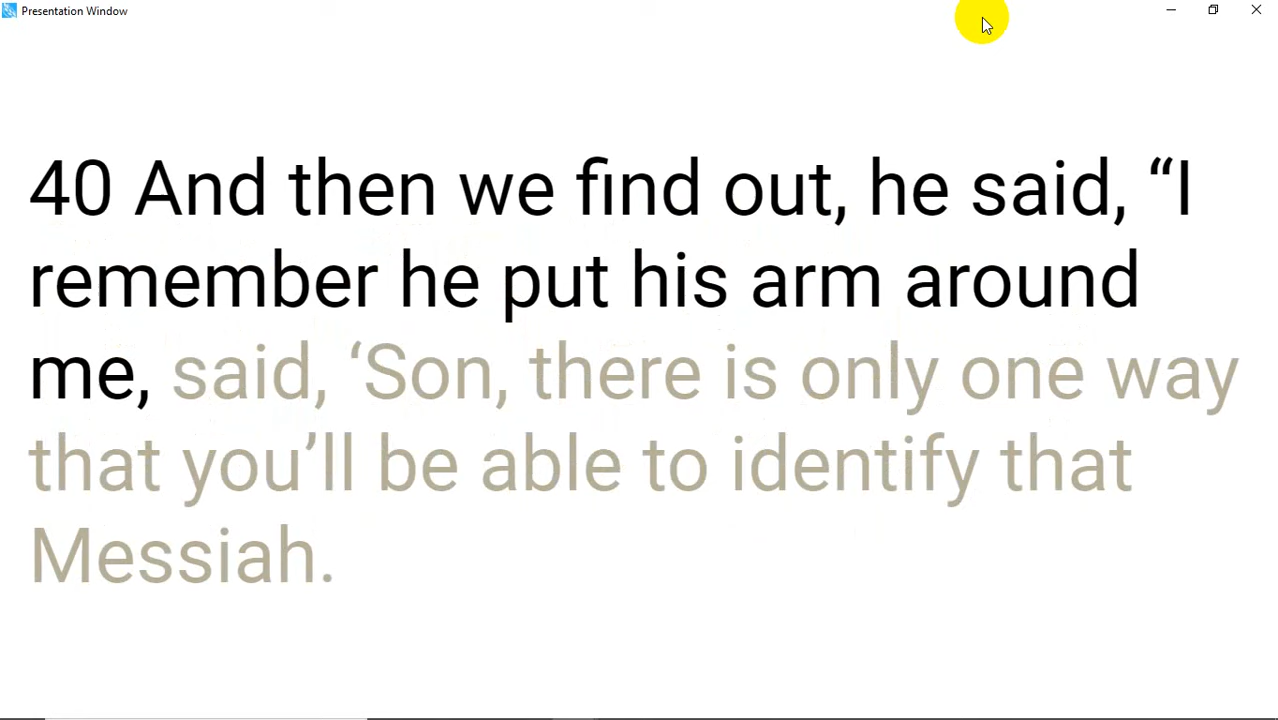 Presentation Window
40 And then we find out, he said, “I
remember he put his arm around
me, said, ‘Son, there is only one way
that you’ll be able to identify that
Messiah.